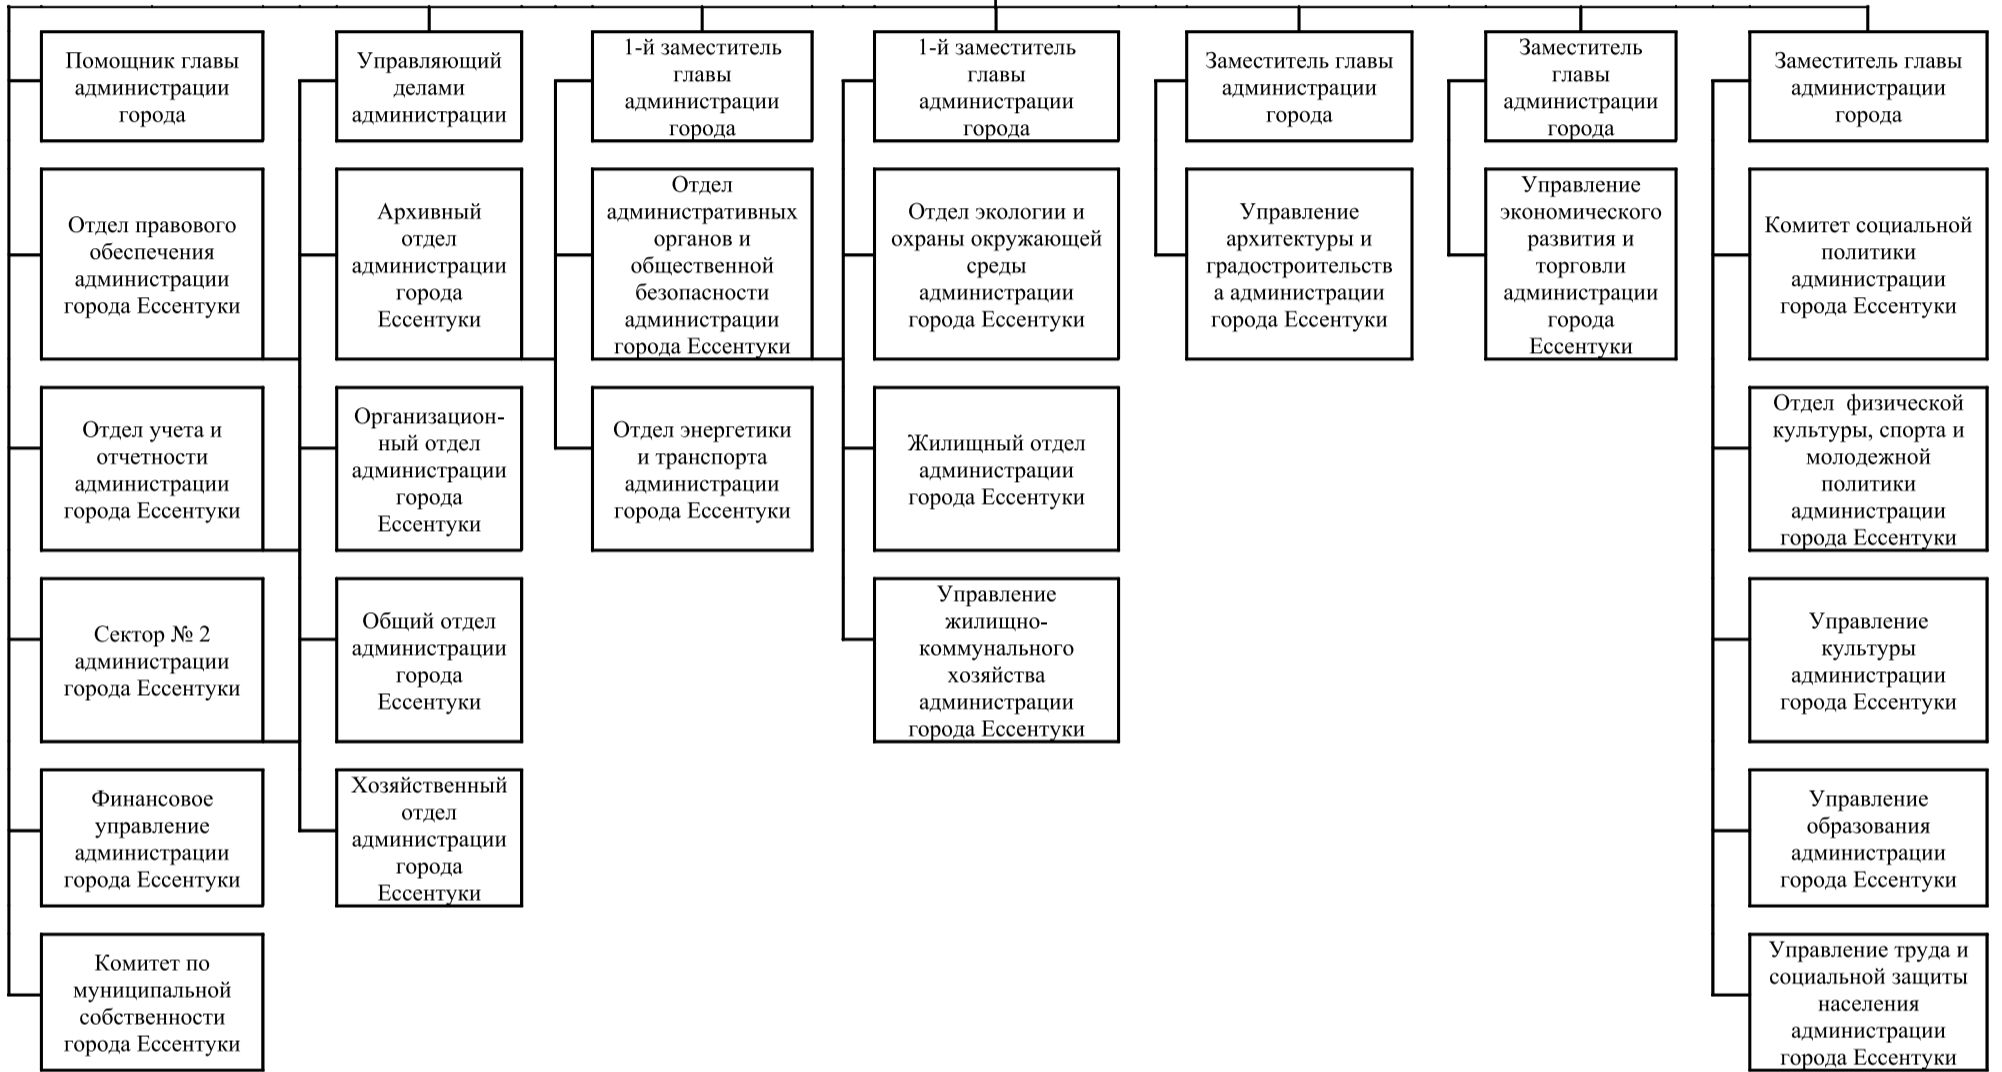 Помощник главы
администрации
города
Управляющий
делами
администрации
1-й заместитель
главы
администрации
города
1-й заместитель
главы
администрации
города
Заместитель главы
администрации
города
Заместитель
главы
администрации
города
Заместитель главы
администрации
города
Отдел правового
обеспечения
администрации
города Ессентуки
Архивный
отдел
администрации
города
Ессентуки
Отдел
административных
органов и
общественной
безопасности
администрации
города Ессентуки
Отдел экологии и
охраны окружающей
среды
администрации
города Ессентуки
Управление
архитектуры и
градостроительств
а администрации
города Ессентуки
Управление
экономического
развития и
торговли
администрации
города
Ессентуки
Комитет социальной
политики
администрации
города Ессентуки
Отдел учета и
отчетности
администрации
города Ессентуки
Организацион-
ный отдел
администрации
города
Ессентуки
Отдел энергетики
и транспорта
администрации
города Ессентуки
Жилищный отдел
администрации
города Ессентуки
Отдел физической
культуры, спорта и
молодежной
политики
администрации
города Ессентуки
Сектор № 2
администрации
города Ессентуки
Общий отдел
администрации
города
Ессентуки
Управление
жилищно-
коммунального
хозяйства
администрации
города Ессентуки
Управление
культуры
администрации
города Ессентуки
Финансовое
управление
администрации
города Ессентуки
Хозяйственный
отдел
администрации
города
Ессентуки
Управление
образования
администрации
города Ессентуки
Комитет по
муниципальной
собственности
города Ессентуки
Управление труда и
социальной защиты
населения
администрации
города Ессентуки